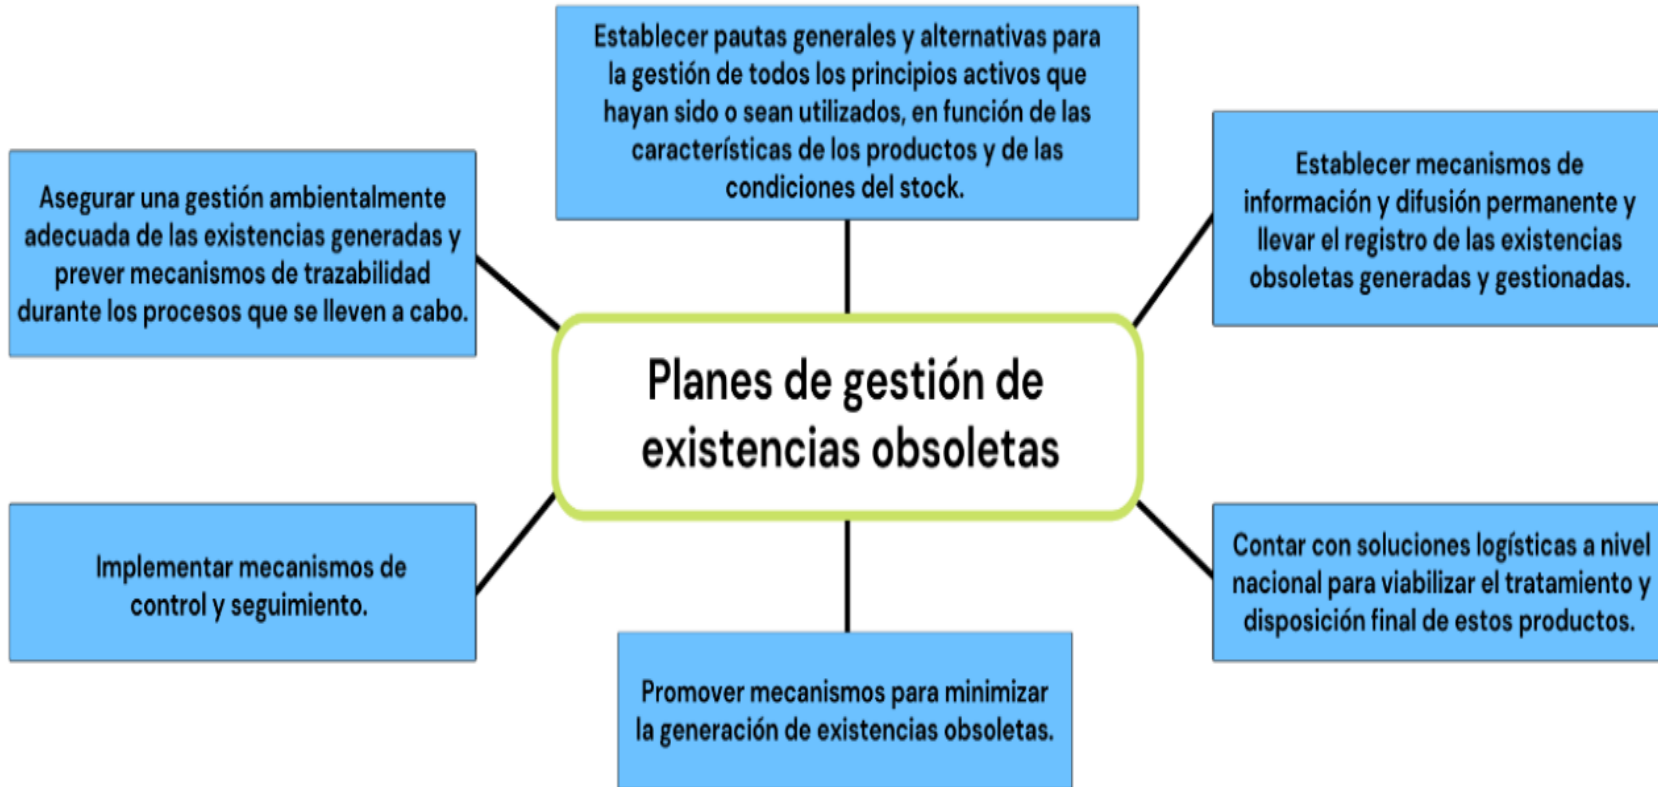 Establecer pautas generales y alternativas para
la gestión de todos los principios activos que
hayan sido o sean utilizados, en función de las
características de los productos y de las
condiciones del stock.
Asegurar una gestión ambientalmente
adecuada de las existencias generadas y
prever mecanismos de trazabilidad
durante los procesos que se lleven a cabo.
Establecer mecanismos de
información y difusión permanente y
llevar el registro de las existencias
obsoletas generadas y gestionadas.
Planes de gestión de
existencias obsoletas
Implementar mecanismos de
control y seguimiento.
Contar con soluciones logísticas a nivel
nacional para viabilizar el tratamiento y
disposición final de estos productos.
Promover mecanismos para minimizar
la generación de existencias obsoletas.